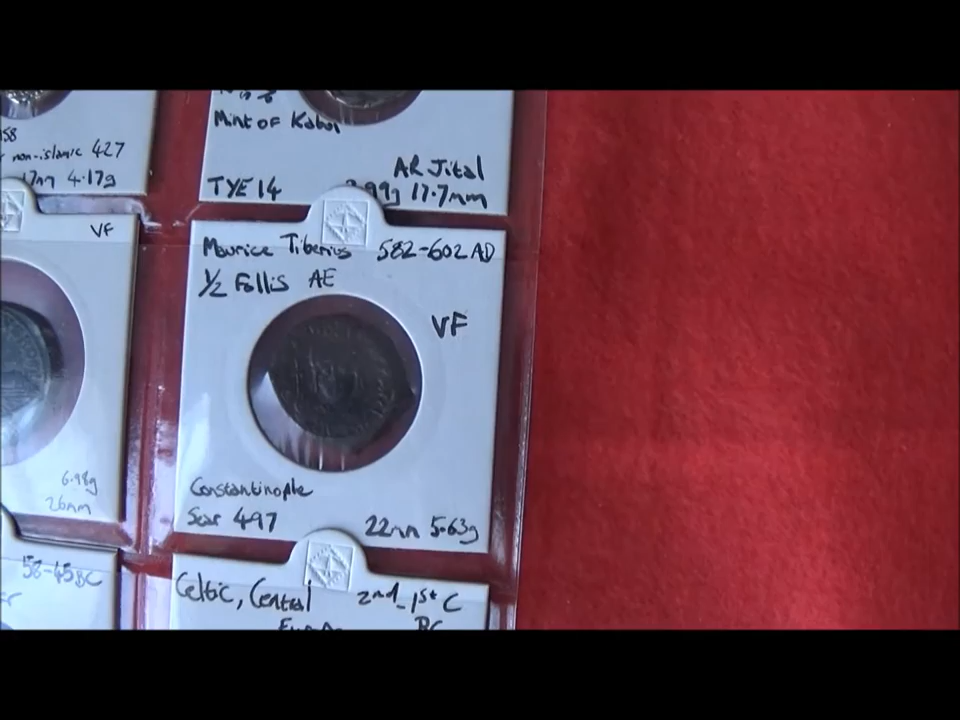 Mint of Kabul
AR Jital
TYE 14
17.7mm
158
non-islamic 427
4.17g
VF
Maurice Tiberius 582-602 AD
1/2 Follis AE
VF
Constantinople
Sear 497
22mm 5.63g
6.98g
26mm
58-45BC
Celtic, Central
2nd-1st C
BC